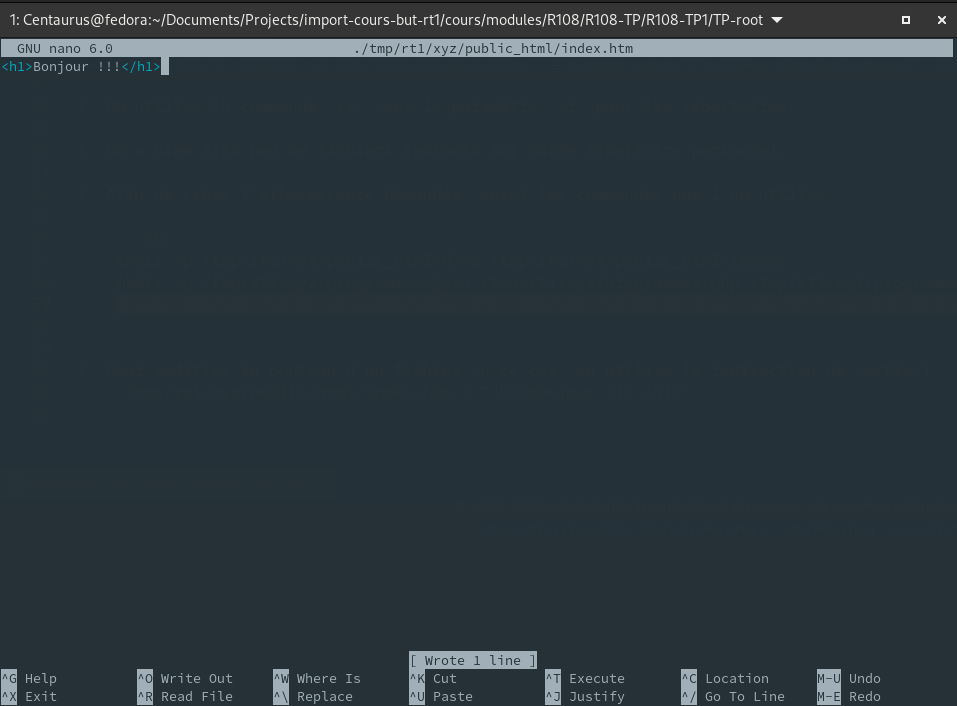 1: Centaurus@fedora:~/Documents/Projects/import-cours-but-rt1/cours/modules/R108/R108-TP/R108-TP1/TP-root
GNU nano 6.0 ./tmp/rt1/xyz/public_html/index.htm
<h1>Bonjour !!!</h1>
[ Wrote 1 line ]
^G Help ^O Write Out ^W Where Is ^K Cut ^T Execute ^C Location M-U Undo
^X Exit ^R Read File ^\ Replace ^U Paste ^J Justify ^/ Go To Line M-E Redo